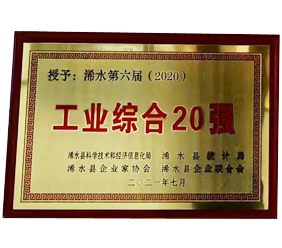 授予：浠水第六届（2020）
工业综合20强
浠水县科学技术和经济信息化局 浠水县统计局
浠水县企业家协会 浠水县企业联合会
二〇二一年七月